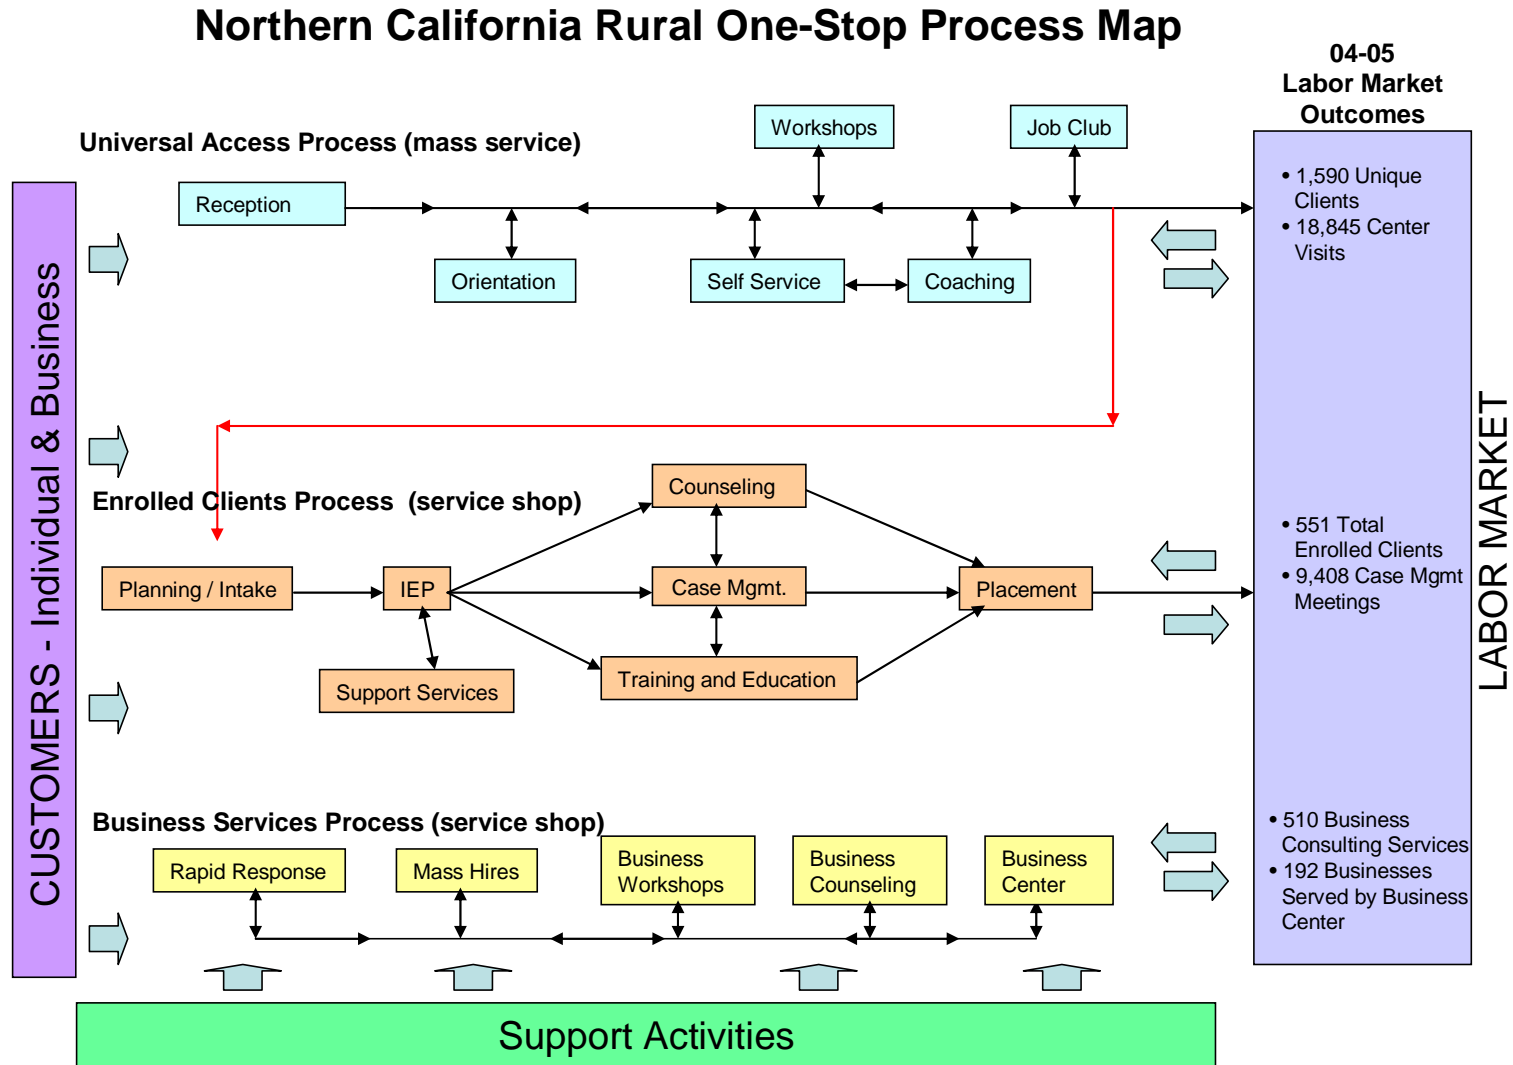 Northern California Rural One-Stop Process Map
04-05
Labor Market
Outcomes
Universal Access Process (mass service)
Workshops
Job Club
Reception
Orientation
Self Service
Coaching
• 1,590 Unique
Clients
• 18,845 Center
Visits
CUSTOMERS - Individual & Business
Enrolled Clients Process (service shop)
Counseling
Planning / Intake
IEP
Case Mgmt.
Placement
Support Services
Training and Education
• 551 Total
Enrolled Clients
• 9,408 Case Mgmt
Meetings
LABOR MARKET
Business Services Process (service shop)
Rapid Response
Mass Hires
Business
Workshops
Business
Counseling
Business
Center
• 510 Business
Consulting Services
• 192 Businesses
Served by Business
Center
Support Activities